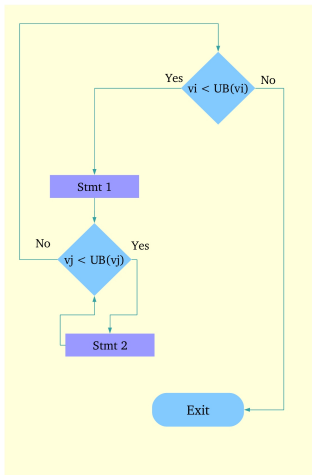 Yes
No
vi < UB(vi)
Stmt 1
No
Yes
vj < UB(vj)
Stmt 2
Exit